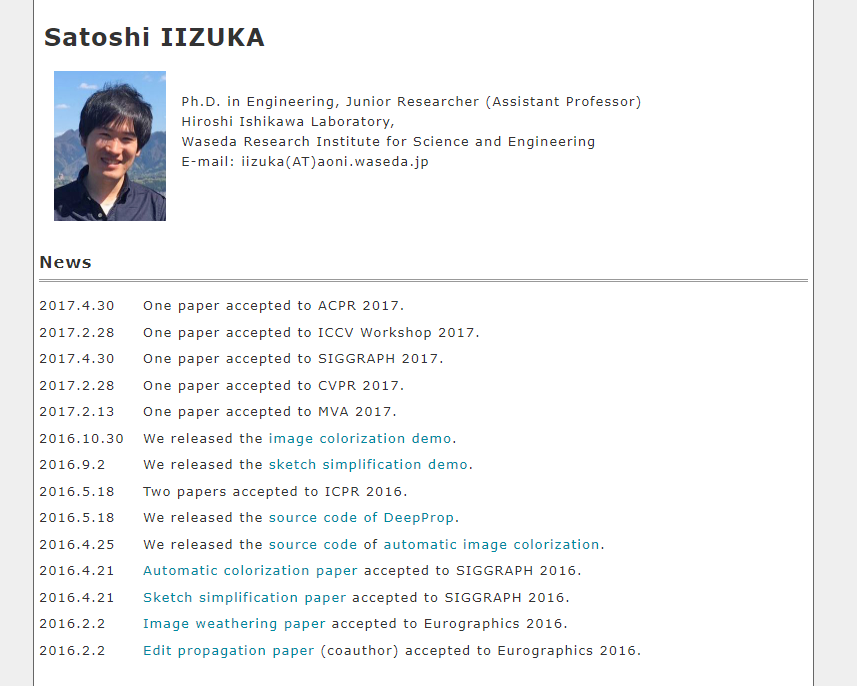 Satoshi IIZUKA
Ph.D. in Engineering, Junior Researcher (Assistant Professor)
Hiroshi Ishikawa Laboratory,
Waseda Research Institute for Science and Engineering
E-mail: iizuka(AT)aoni.waseda.jp
News
2017.4.30 One paper accepted to ACPR 2017.
2017.2.28 One paper accepted to ICCV Workshop 2017.
2017.4.30 One paper accepted to SIGGRAPH 2017.
2017.2.28 One paper accepted to CVPR 2017.
2017.2.13 One paper accepted to MVA 2017.
2016.10.30 We released the image colorization demo.
2016.9.2 We released the sketch simplification demo.
2016.5.18 Two papers accepted to ICPR 2016.
2016.5.18 We released the source code of DeepProp.
2016.4.25 We released the source code of automatic image colorization.
2016.4.21 Automatic colorization paper accepted to SIGGRAPH 2016.
2016.4.21 Sketch simplification paper accepted to SIGGRAPH 2016.
2016.2.2 Image weathering paper accepted to Eurographics 2016.
2016.2.2 Edit propagation paper (coauthor) accepted to Eurographics 2016.